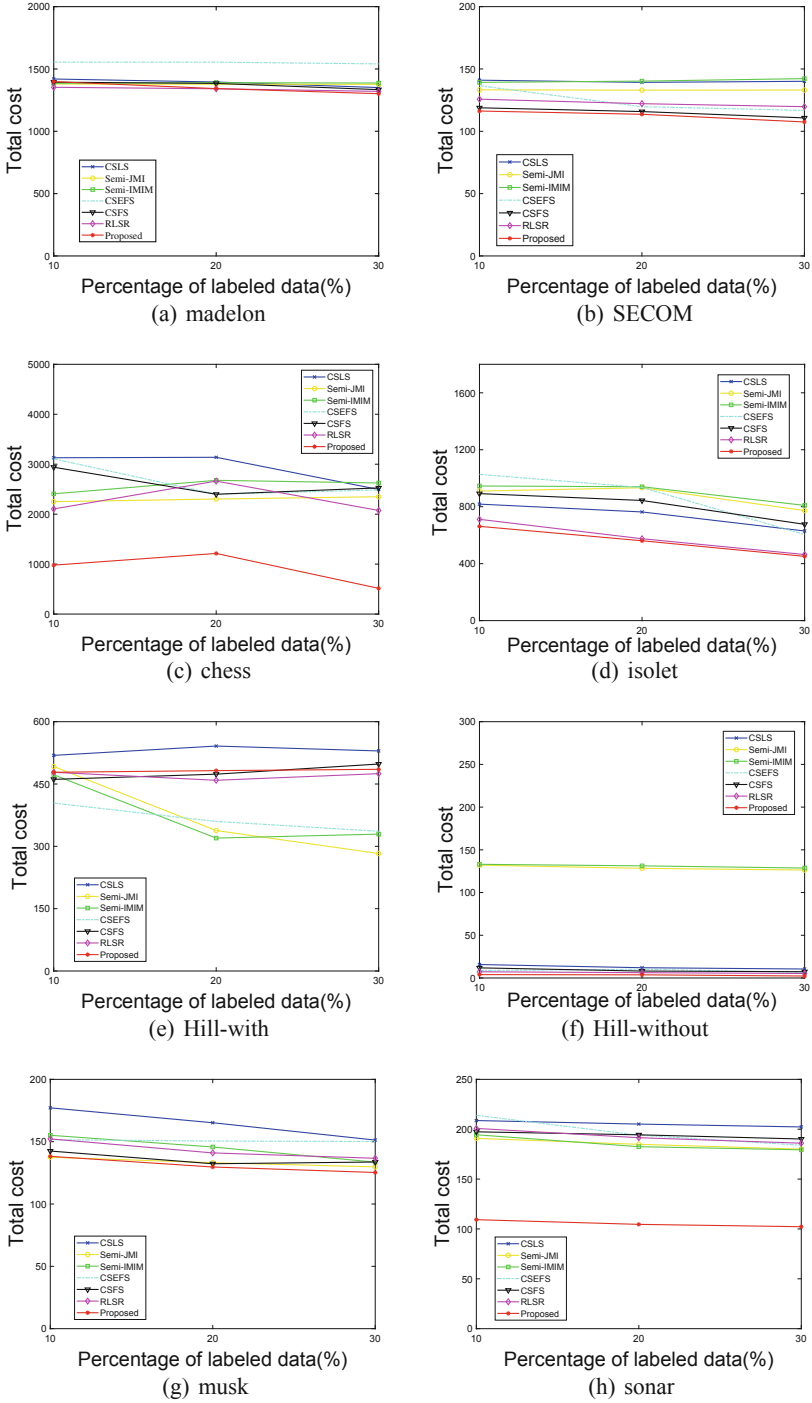 2000
1500
1000
500
0
Total cost
CSLS
Semi-JMI
Semi-IMIM
CSEFS
CSFS
RLSR
Proposed
10 20 30
Percentage of labeled data(%)
(a) madelon
200
150
100
50
0
Total cost
CSLS
Semi-JMI
Semi-IMIM
CSEFS
CSFS
RLSR
Proposed
10 20 30
Percentage of labeled data(%)
(b) SECOM
5000
4000
3000
2000
1000
0
Total cost
CSLS
Semi-JMI
Semi-IMIM
CSEFS
CSFS
RLSR
Proposed
10 20 30
Percentage of labeled data(%)
(c) chess
1600
1200
800
400
0
Total cost
CSLS
Semi-JMI
Semi-IMIM
CSEFS
CSFS
RLSR
Proposed
10 20 30
Percentage of labeled data(%)
(d) isolet
600
450
300
150
0
Total cost
CSLS
Semi-JMI
Semi-IMIM
CSEFS
CSFS
RLSR
Proposed
10 20 30
Percentage of labeled data(%)
(e) Hill-with
300
250
200
150
100
50
0
Total cost
CSLS
Semi-JMI
Semi-IMIM
CSEFS
CSFS
RLSR
Proposed
10 20 30
Percentage of labeled data(%)
(f) Hill-without
200
150
100
50
0
Total cost
CSLS
Semi-JMI
Semi-IMIM
CSEFS
CSFS
RLSR
Proposed
10 20 30
Percentage of labeled data(%)
(g) musk
250
200
150
100
50
0
Total cost
CSLS
Semi-JMI
Semi-IMIM
CSEFS
CSFS
RLSR
Proposed
10 20 30
Percentage of labeled data(%)
(h) sonar